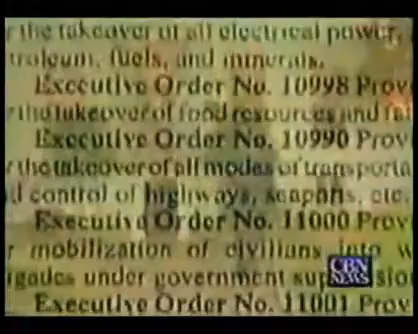 the takeover of all electrical power,
troleum, fuels, and minerals.
Executive Order No. 10998 Prov
r the takeover of food resources and fa
Executive Order No. 10990 Prov
r the takeover of all modes of transporta
d control of highways, seaports, etc.
Executive Order No. 11000 Prov
r mobilization of civilians into w
igades under government supervision
Executive Order No. 11001 Prov
CBN
NEWS